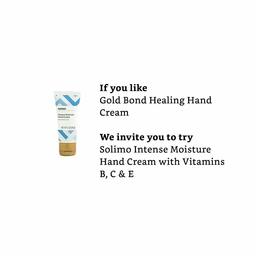 If you like
Gold Bond Healing Hand
Cream
We invite you to try
Solimo Intense Moisture
Hand Cream with Vitamins
B, C & E